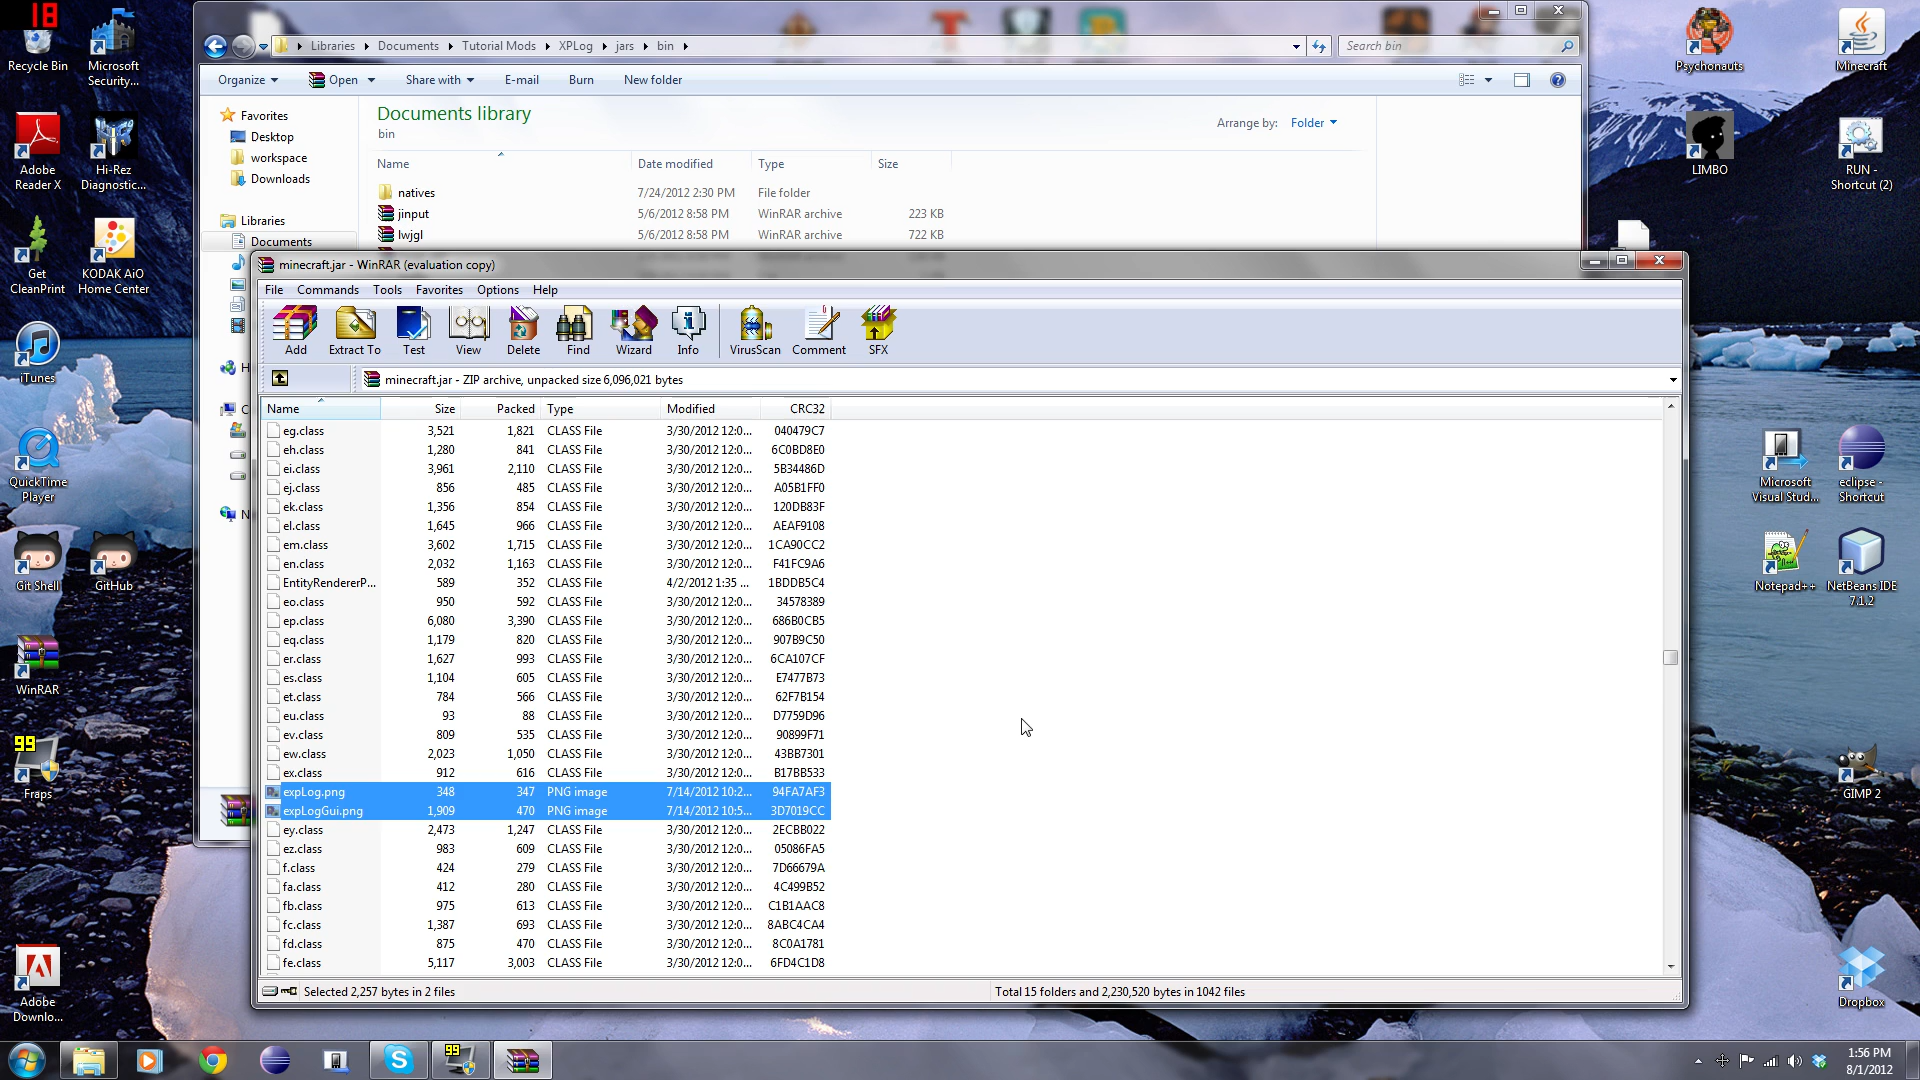 18
Recycle Bin
Microsoft
Security...
Adobe
Reader X
Hi-Rez
Diagnostic...
Get
CleanPrint
KODAK AiO
Home Center
iTunes
QuickTime
Player
Git Shell
GitHub
WinRAR
99
Fraps
Adobe
Downlo...
Libraries Documents Tutorial Mods XPLog jars bin
Search bin
Organize Open Share with E-mail Burn New folder
Favorites
Desktop
workspace
Downloads
Libraries
Documents
Documents library
bin
Arrange by: Folder
Name Date modified Type Size
natives 7/24/2012 2:30 PM File folder
jinput 5/6/2012 8:58 PM WinRAR archive 223 KB
lwjgl 5/6/2012 8:58 PM WinRAR archive 722 KB
H
C
N
minecraft.jar - WinRAR (evaluation copy)
File Commands Tools Favorites Options Help
Add Extract To Test View Delete Find Wizard Info VirusScan Comment SFX
minecraft.jar - ZIP archive, unpacked size 6,096,021 bytes
Name Size Packed Type Modified CRC32
eg.class 3,521 1,821 CLASS File 3/30/2012 12:0... 040479C7
eh.class 1,280 841 CLASS File 3/30/2012 12:0... 6C0BD8E0
ei.class 3,961 2,110 CLASS File 3/30/2012 12:0... 5B34486D
ej.class 856 485 CLASS File 3/30/2012 12:0... A05B1FF0
ek.class 1,356 854 CLASS File 3/30/2012 12:0... 120DB83F
el.class 1,645 966 CLASS File 3/30/2012 12:0... AEAF9108
em.class 3,602 1,715 CLASS File 3/30/2012 12:0... 1CA90CC2
en.class 2,032 1,163 CLASS File 3/30/2012 12:0... F41FC9A6
EntityRendererP... 589 352 CLASS File 4/2/2012 1:35 ... 1BDDB5C4
eo.class 950 592 CLASS File 3/30/2012 12:0... 34578389
ep.class 6,080 3,390 CLASS File 3/30/2012 12:0... 686B0CB5
eq.class 1,179 820 CLASS File 3/30/2012 12:0... 907B9C50
er.class 1,627 993 CLASS File 3/30/2012 12:0... 6CA107CF
es.class 1,104 605 CLASS File 3/30/2012 12:0... E7477B73
et.class 784 566 CLASS File 3/30/2012 12:0... 62F7B154
eu.class 93 88 CLASS File 3/30/2012 12:0... D7759D96
ev.class 809 535 CLASS File 3/30/2012 12:0... 90899F71
ew.class 2,023 1,050 CLASS File 3/30/2012 12:0... 43BB7301
ex.class 912 616 CLASS File 3/30/2012 12:0... B17BB533
expLog.png 348 347 PNG image 7/14/2012 10:2... 94FA7AF3
expLogGui.png 1,909 470 PNG image 7/14/2012 10:5... 3D7019CC
ey.class 2,473 1,247 CLASS File 3/30/2012 12:0... 2ECBB022
ez.class 983 609 CLASS File 3/30/2012 12:0... 05086FA5
f.class 424 279 CLASS File 3/30/2012 12:0... 7D66679A
fa.class 412 280 CLASS File 3/30/2012 12:0... 4C499B52
fb.class 975 613 CLASS File 3/30/2012 12:0... C1B1AAC8
fc.class 1,387 693 CLASS File 3/30/2012 12:0... 8ABC4CA4
fd.class 875 470 CLASS File 3/30/2012 12:0... 8C0A1781
fe.class 5,117 3,003 CLASS File 3/30/2012 12:0... 6FD4C1D8
Selected 2,257 bytes in 2 files
Total 15 folders and 2,230,520 bytes in 1042 files
Psychonauts
Minecraft
LIMBO
RUN -
Shortcut (2)
Microsoft
Visual Stud...
eclipse -
Shortcut
Notepad++
NetBeans IDE
7.1.2
GIMP 2
Dropbox
99
1:56 PM
8/1/2012